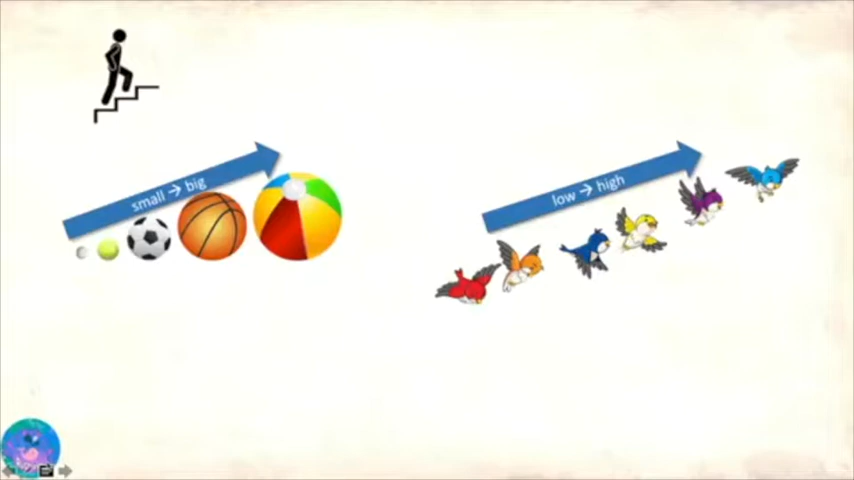 small → big
low → high